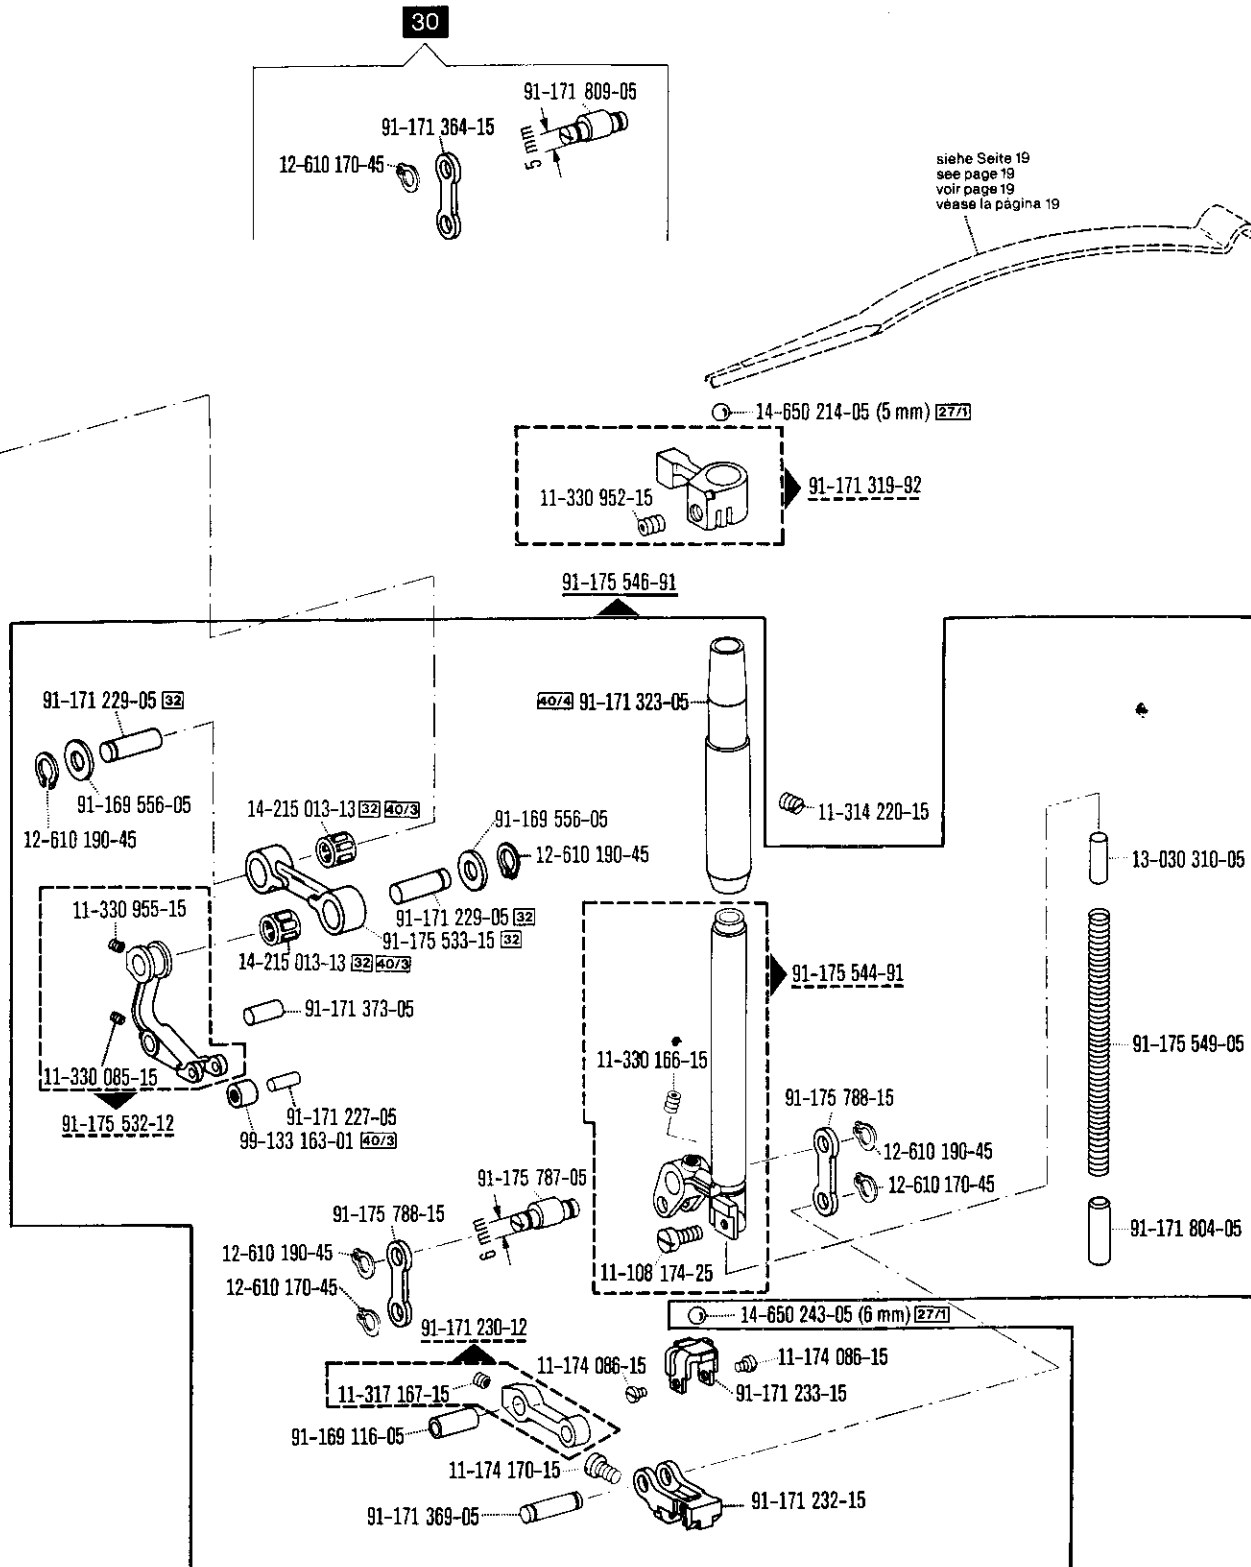 30
91-171 809-05
91-171 364-15
12-610 170-45
5 mm
siehe Seite 19
see page 19
voir page 19
véase la página 19
14-650 214-05 (5 mm) 27/1
11-330 952-15
91-171 319-92
91-175 546-91
91-171 229-05 32
40/4 91-171 323-05
91-169 556-05
12-610 190-45
14-215 013-13 32 40/3
91-169 556-05
12-610 190-45
11-314 220-15
13-030 310-05
11-330 955-15
91-171 229-05 32
91-175 533-15 32
14-215 013-13 32 40/3
91-175 544-91
91-171 373-05
11-330 166-15
91-175 549-05
11-330 085-15
91-175 532-12
91-171 227-05
99-133 163-01 40/3
91-175 788-15
12-610 190-45
12-610 170-45
91-175 787-05
91-175 788-15
6 mm
91-171 804-05
12-610 190-45
12-610 170-45
11-108 174-25
14-650 243-05 (6 mm) 27/1
91-171 230-12
11-174 086-15
11-174 086-15
91-171 233-15
11-317 167-15
91-169 116-05
11-174 170-15
91-171 369-05
91-171 232-15